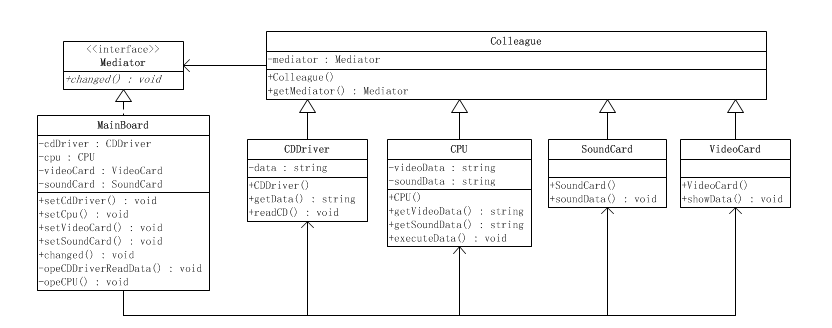 <<interface>>
Mediator
+changed() : void
Colleague
-mediator : Mediator
+Colleague()
+getMediator() : Mediator
MainBoard
-cdDriver : CDDriver
-cpu : CPU
-videoCard : VideoCard
-soundCard : SoundCard
+setCdDriver() : void
+setCpu() : void
+setVideoCard() : void
+setSoundCard() : void
+changed() : void
-opeCDDriverReadData() : void
-opeCPU() : void
CDDriver
-data : string
+CDDriver()
+getData() : string
+readCD() : void
CPU
-videoData : string
-soundData : string
+CPU()
+getVideoData() : string
+getSoundData() : string
+executeData() : void
SoundCard
+SoundCard()
+soundData() : void
VideoCard
+VideoCard()
+showData() : void